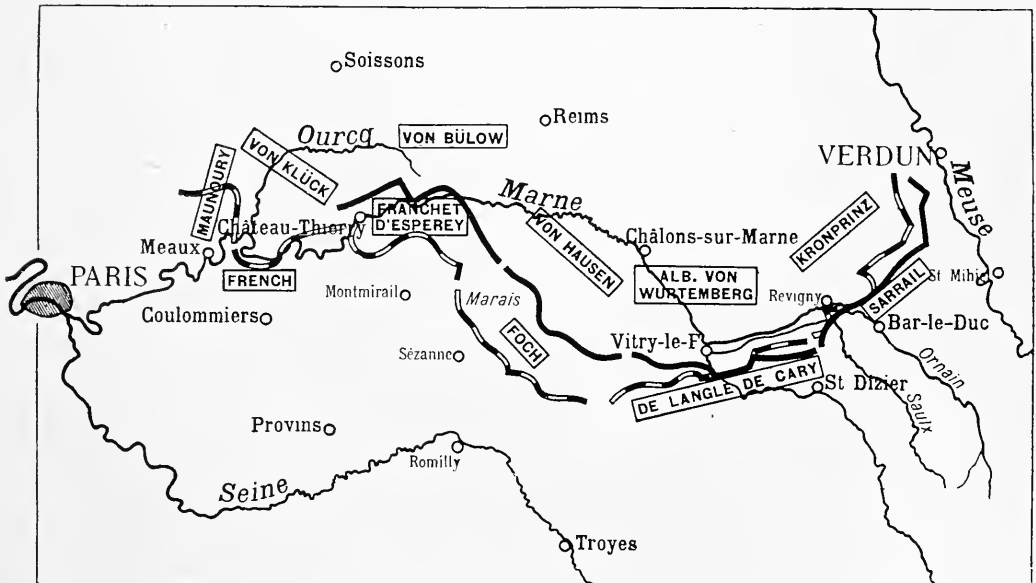 Soissons
Reims
Ourcq
VON BÜLOW
VON KLÜCK
MAUNOURY
VERDUN
Meuse
Marne
FRANCHET
D'ESPEREY
Château-Thierry
Meaux
VON HAUSEN
Châlons-sur-Marne
KRONPRINZ
PARIS
FRENCH
ALB. VON
WURTEMBERG
St Mihiel
Montmirail
Marais
Revigny
SARRAIL
Coulommiers
Bar-le-Duc
FOCH
Vitry-le-F
Sézanne
Ornain
DE LANGLE DE CARY
St Dizier
Saulx
Provins
Romilly
Seine
Troyes